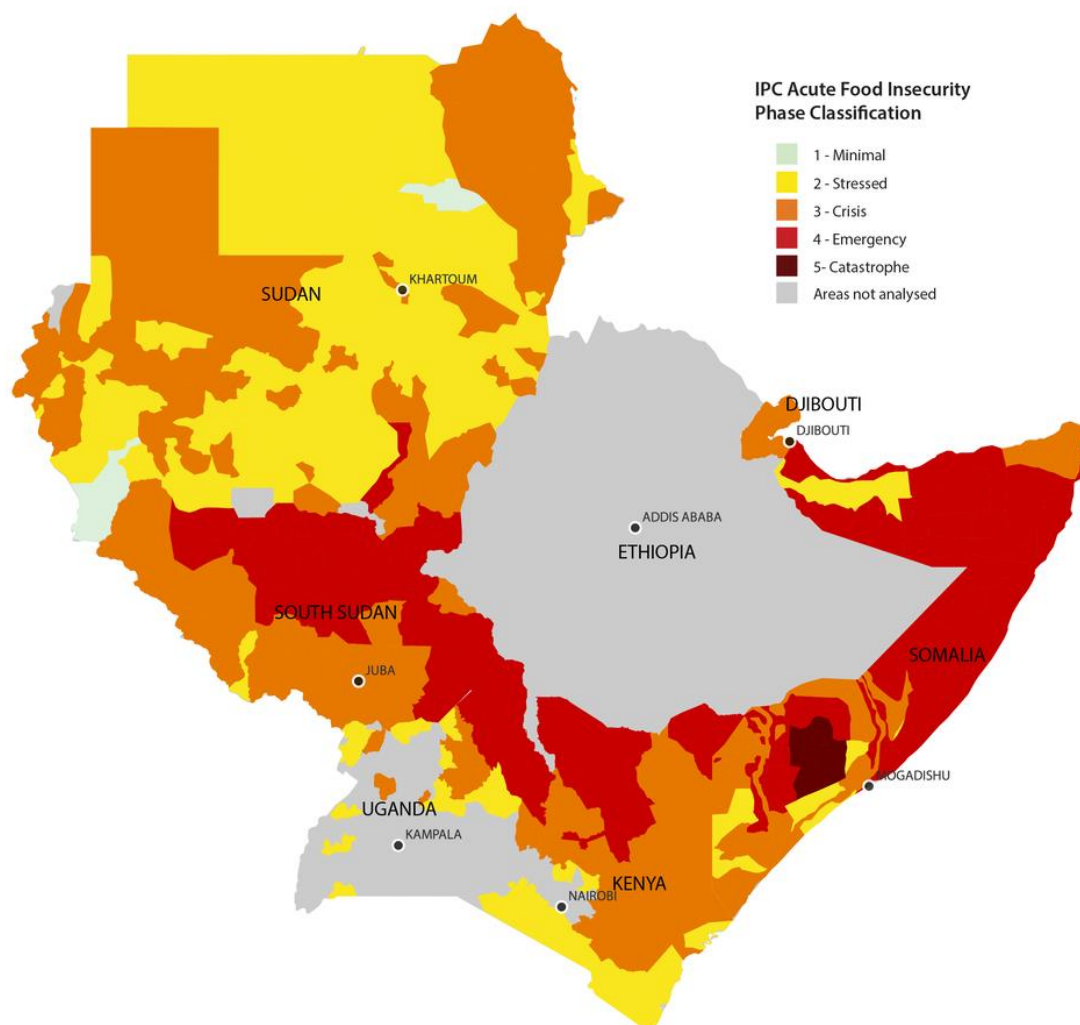 IPC Acute Food Insecurity
Phase Classification
1 - Minimal
2 - Stressed
3 - Crisis
4 - Emergency
5- Catastrophe
Areas not analysed
KHARTOUM
SUDAN
DJIBOUTI
DJIBOUTI
ADDIS ABABA
ETHIOPIA
SOUTH SUDAN
SOMALIA
JUBA
MOGADISHU
UGANDA
KAMPALA
KENYA
NAIROBI